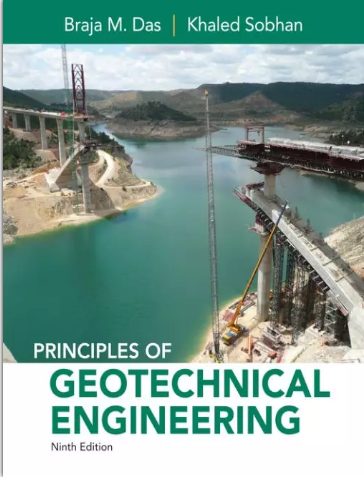 Braja M. Das | Khaled Sobhan
PRINCIPLES OF
GEOTECHNICAL
ENGINEERING
Ninth Edition